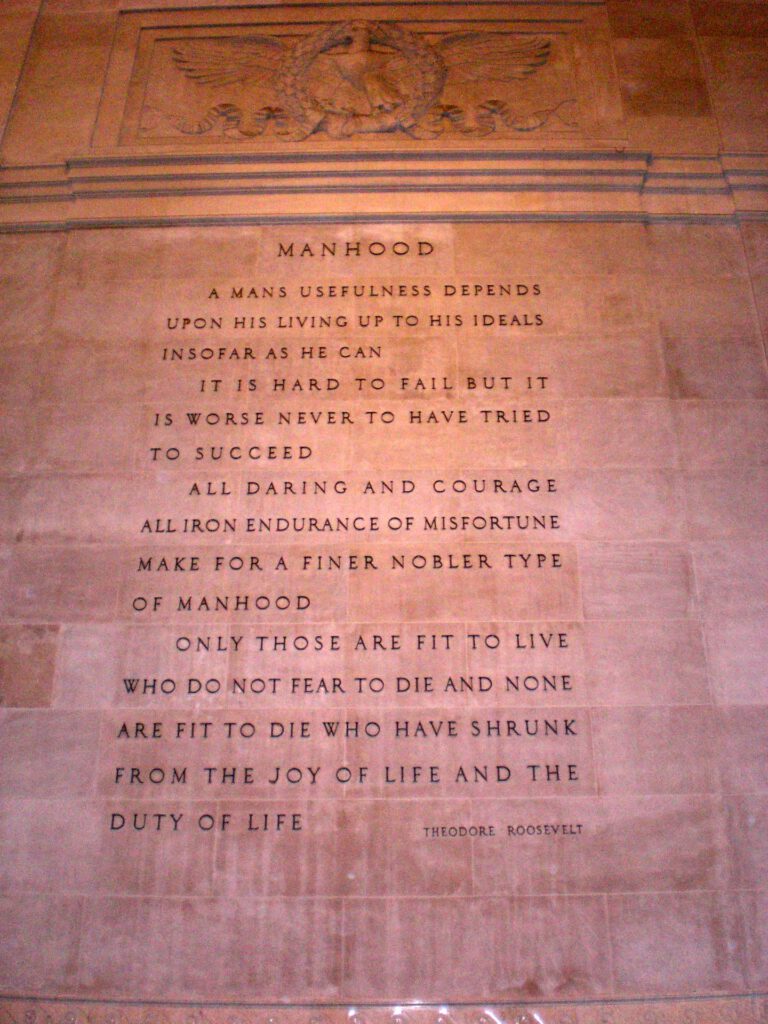 MANHOOD
A MANS USEFULNESS DEPENDS
UPON HIS LIVING UP TO HIS IDEALS
INSOFAR AS HE CAN
IT IS HARD TO FAIL BUT IT
IS WORSE NEVER TO HAVE TRIED
TO SUCCEED
ALL DARING AND COURAGE
ALL IRON ENDURANCE OF MISFORTUNE
MAKE FOR A FINER NOBLER TYPE
OF MANHOOD
ONLY THOSE ARE FIT TO LIVE
WHO DO NOT FEAR TO DIE AND NONE
ARE FIT TO DIE WHO HAVE SHRUNK
FROM THE JOY OF LIFE AND THE
DUTY OF LIFE
THEODORE ROOSEVELT